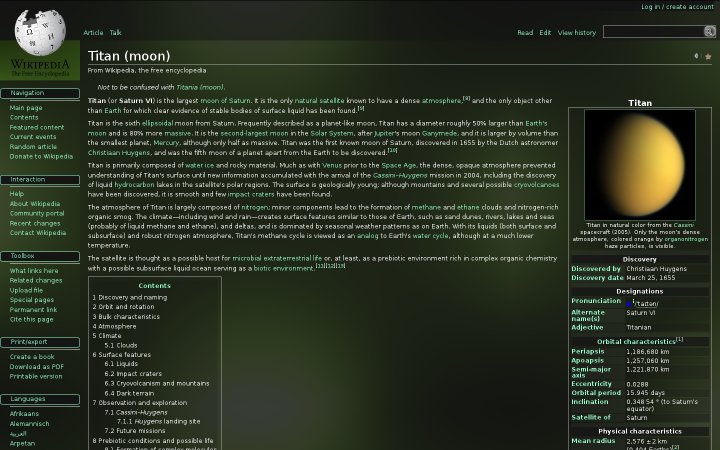 Log in / create account
WIKIPEDIA
The Free Encyclopedia
Article Talk
Read Edit View history
Navigation
Main page
Contents
Featured content
Current events
Random article
Donate to Wikipedia
Interaction
Help
About Wikipedia
Community portal
Recent changes
Contact Wikipedia
Toolbox
What links here
Related changes
Upload file
Special pages
Permanent link
Cite this page
Print/export
Create a book
Download as PDF
Printable version
Languages
Afrikaans
Alemannisch
العربية
Arpetan
Titan (moon)
From Wikipedia, the free encyclopedia
Not to be confused with Titania (moon).
Titan (or Saturn VI) is the largest moon of Saturn. It is the only natural satellite known to have a dense atmosphere,[8] and the only object other
than Earth for which clear evidence of stable bodies of surface liquid has been found.[9]
Titan is the sixth ellipsoidal moon from Saturn. Frequently described as a planet-like moon, Titan has a diameter roughly 50% larger than Earth's
moon and is 80% more massive. It is the second-largest moon in the Solar System, after Jupiter's moon Ganymede, and it is larger by volume than
the smallest planet, Mercury, although only half as massive. Titan was the first known moon of Saturn, discovered in 1655 by the Dutch astronomer
Christiaan Huygens, and was the fifth moon of a planet apart from the Earth to be discovered.[10]
Titan is primarily composed of water ice and rocky material. Much as with Venus prior to the Space Age, the dense, opaque atmosphere prevented
understanding of Titan's surface until new information accumulated with the arrival of the Cassini–Huygens mission in 2004, including the discovery
of liquid hydrocarbon lakes in the satellite's polar regions. The surface is geologically young; although mountains and several possible cryovolcanoes
have been discovered, it is smooth and few impact craters have been found.
The atmosphere of Titan is largely composed of nitrogen; minor components lead to the formation of methane and ethane clouds and nitrogen-rich
organic smog. The climate—including wind and rain—creates surface features similar to those of Earth, such as sand dunes, rivers, lakes and seas
(probably of liquid methane and ethane), and deltas, and is dominated by seasonal weather patterns as on Earth. With its liquids (both surface and
subsurface) and robust nitrogen atmosphere, Titan's methane cycle is viewed as an analog to Earth's water cycle, although at a much lower
temperature.
The satellite is thought as a possible host for microbial extraterrestrial life or, at least, as a prebiotic environment rich in complex organic chemistry
with a possible subsurface liquid ocean serving as a biotic environment.[11][12][13]
Contents
1 Discovery and naming
2 Orbit and rotation
3 Bulk characteristics
4 Atmosphere
5 Climate
5.1 Clouds
6 Surface features
6.1 Liquids
6.2 Impact craters
6.3 Cryovolcanism and mountains
6.4 Dark terrain
7 Observation and exploration
7.1 Cassini–Huygens
7.1.1 Huygens landing site
7.2 Future missions
8 Prebiotic conditions and possible life
8.1 Formation of complex molecules
Titan
Titan in natural color from the Cassini
spacecraft (2005). Only the moon's dense
atmosphere, colored orange by organonitrogen
haze particles, is visible.
Discovery
Discovered by Christiaan Huygens
Discovery date March 25, 1655
Designations
Pronunciation /ˈtaɪtən/
Alternate name(s) Saturn VI
Adjective Titanian
Orbital characteristics[1]
Periapsis 1,186,680 km
Apoapsis 1,257,060 km
Semi-major axis 1,221,870 km
Eccentricity 0.0288
Orbital period 15.945 days
Inclination 0.348 54 ° (to Saturn's
equator)
Satellite of Saturn
Physical characteristics
Mean radius 2,576 ± 2 km
(0.404 Earths)[2]